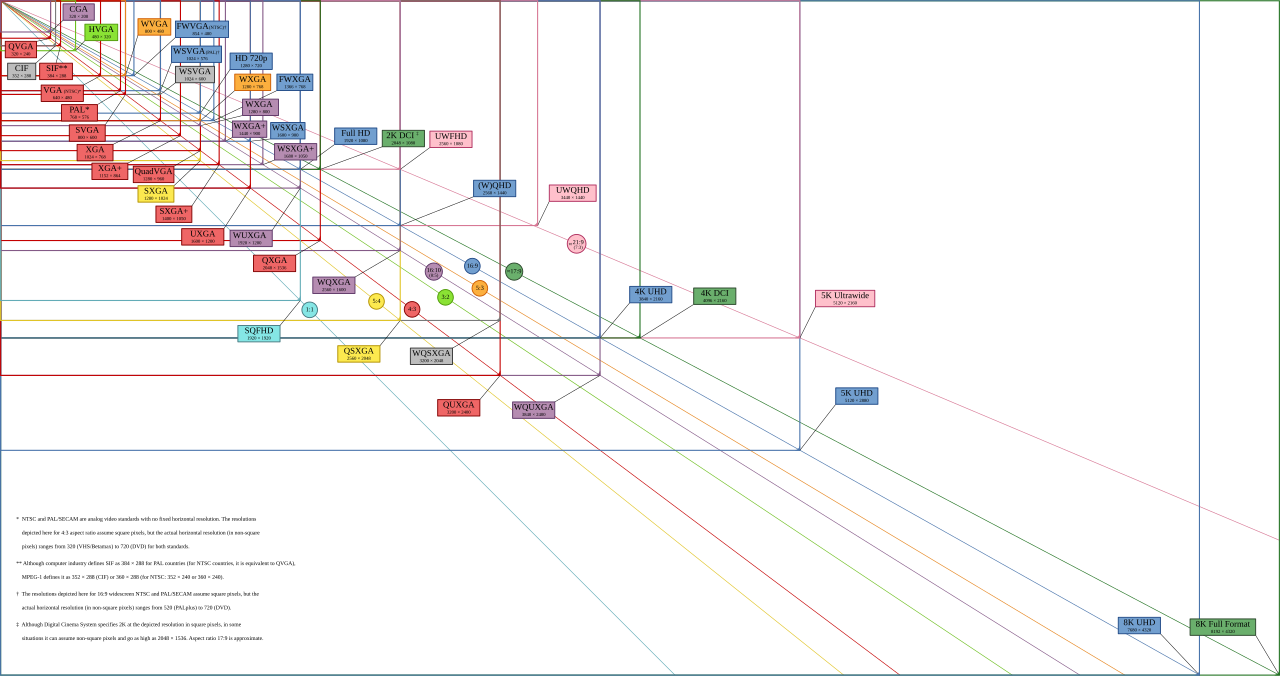 CGA
320 × 200
HVGA
480 × 320
WVGA
800 × 480
FWVGA (NTSC)†
854 × 480
QVGA
320 × 240
WSVGA (PAL)†
1024 × 576
HD 720p
1280 × 720
CIF
352 × 288
SIF**
384 × 288
WSVGA
1024 × 600
WXGA
1280 × 768
FWXGA
1366 × 768
VGA (NTSC)*
640 × 480
WXGA
1280 × 800
PAL*
768 × 576
SVGA
800 × 600
WXGA+
1440 × 900
WSXGA
1600 × 900
Full HD
1920 × 1080
2K DCI ‡
2048 × 1080
UWFHD
2560 × 1080
XGA
1024 × 768
WSXGA+
1680 × 1050
XGA+
1152 × 864
QuadVGA
1280 × 960
SXGA
1280 × 1024
(W)QHD
2560 × 1440
UWQHD
3440 × 1440
SXGA+
1400 × 1050
UXGA
1600 × 1200
WUXGA
1920 × 1200
≈21:9
(7:3)
QXGA
2048 × 1536
16:10
(8:5)
16:9
≈17:9
WQXGA
2560 × 1600
5:3
3:2
5:4
4:3
1:1
4K UHD
3840 × 2160
4K DCI
4096 × 2160
5K Ultrawide
5120 × 2160
SQFHD
1920 × 1920
QSXGA
2560 × 2048
WQSXGA
3200 × 2048
QUXGA
3200 × 2400
WQUXGA
3840 × 2400
5K UHD
5120 × 2880
* NTSC and PAL/SECAM are analog video standards with no fixed horizontal resolution. The resolutions
depicted here for 4:3 aspect ratio assume square pixels, but the actual horizontal resolution (in non-square
pixels) ranges from 320 (VHS/Betamax) to 720 (DVD) for both standards.
** Although computer industry defines SIF as 384 × 288 for PAL countries (for NTSC countries, it is equivalent to QVGA),
MPEG-1 defines it as 352 × 288 (CIF) or 360 × 288 (for NTSC: 352 × 240 or 360 × 240).
† The resolutions depicted here for 16:9 widescreen NTSC and PAL/SECAM assume square pixels, but the
actual horizontal resolution (in non-square pixels) ranges from 520 (PALplus) to 720 (DVD).
‡ Although Digital Cinema System specifies 2K at the depicted resolution in square pixels, in some
situations it can assume non-square pixels and go as high as 2048 × 1536. Aspect ratio 17:9 is approximate.
8K UHD
7680 × 4320
8K Full Format
8192 × 4320